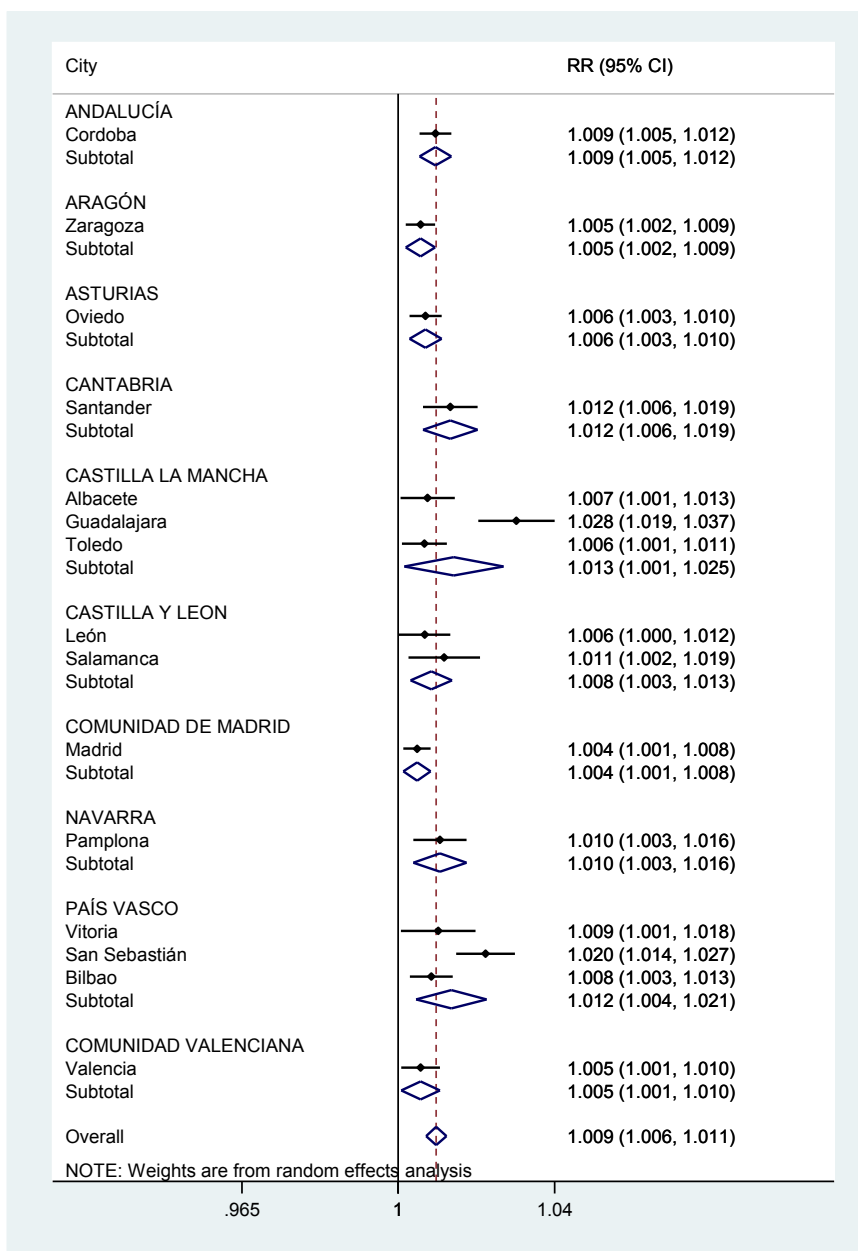 City RR (95% CI)
ANDALUCÍA
Cordoba 1.009 (1.005, 1.012)
Subtotal 1.009 (1.005, 1.012)
ARAGÓN
Zaragoza 1.005 (1.002, 1.009)
Subtotal 1.005 (1.002, 1.009)
ASTURIAS
Oviedo 1.006 (1.003, 1.010)
Subtotal 1.006 (1.003, 1.010)
CANTABRIA
Santander 1.012 (1.006, 1.019)
Subtotal 1.012 (1.006, 1.019)
CASTILLA LA MANCHA
Albacete 1.007 (1.001, 1.013)
Guadalajara 1.028 (1.019, 1.037)
Toledo 1.006 (1.001, 1.011)
Subtotal 1.013 (1.001, 1.025)
CASTILLA Y LEON
León 1.006 (1.000, 1.012)
Salamanca 1.011 (1.002, 1.019)
Subtotal 1.008 (1.003, 1.013)
COMUNIDAD DE MADRID
Madrid 1.004 (1.001, 1.008)
Subtotal 1.004 (1.001, 1.008)
NAVARRA
Pamplona 1.010 (1.003, 1.016)
Subtotal 1.010 (1.003, 1.016)
PAÍS VASCO
Vitoria 1.009 (1.001, 1.018)
San Sebastián 1.020 (1.014, 1.027)
Bilbao 1.008 (1.003, 1.013)
Subtotal 1.012 (1.004, 1.021)
COMUNIDAD VALENCIANA
Valencia 1.005 (1.001, 1.010)
Subtotal 1.005 (1.001, 1.010)
Overall 1.009 (1.006, 1.011)
NOTE: Weights are from random effects analysis
.965 1 1.04